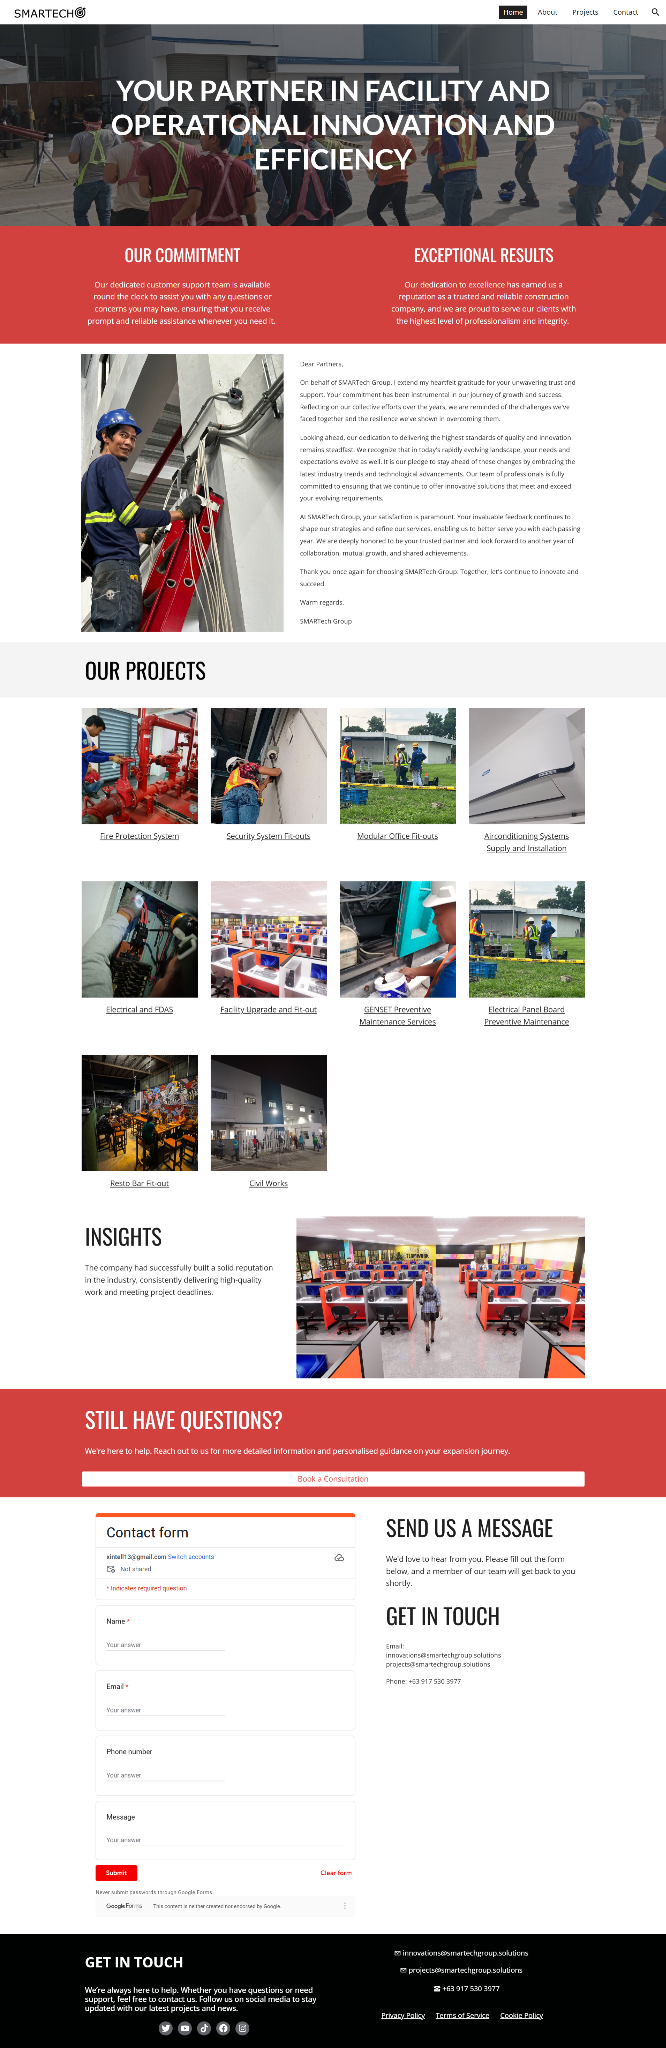 SMARTECH
Home About Projects Contact
YOUR PARTNER IN FACILITY AND
OPERATIONAL INNOVATION AND
EFFICIENCY
OUR COMMITMENT
Our dedicated customer support team is available
round the clock to assist you with any questions or
concerns you may have, ensuring that you receive
prompt and reliable assistance whenever you need it.
EXCEPTIONAL RESULTS
Our dedication to excellence has earned us a
reputation as a trusted and reliable construction
company, and we are proud to serve our clients with
the highest level of professionalism and integrity.
Dear Partners,
On behalf of SMARTech Group, I extend my heartfelt gratitude for your unwavering trust and
support. Your commitment has been instrumental in our journey of growth and success.
Reflecting on our collective efforts over the years, we are reminded of the challenges we've
faced together and the resilience we've shown in overcoming them.
Looking ahead, our dedication to delivering the highest standards of quality and innovation
remains steadfast. We recognize that in today's rapidly evolving landscape, your needs and
expectations evolve as well. It is our pledge to stay ahead of these changes by embracing the
latest industry trends and technological advancements. Our team of professionals is fully
committed to ensuring that we continue to offer innovative solutions that meet and exceed
your evolving requirements.
At SMARTech Group, your satisfaction is paramount. Your invaluable feedback continues to
shape our strategies and refine our services, enabling us to better serve you with each passing
year. We are deeply honored to be your trusted partner and look forward to another year of
collaboration, mutual growth, and shared achievements.
Thank you once again for choosing SMARTech Group. Together, let's continue to innovate and
succeed.
Warm regards,
SMARTech Group
OUR PROJECTS
Fire Protection System
Security System Fit-outs
Modular Office Fit-outs
Airconditioning Systems
Supply and Installation
Electrical and FDAS
Facility Upgrade and Fit-out
GENSET Preventive
Maintenance Services
Electrical Panel Board
Preventive Maintenance
Resto Bar Fit-out
Civil Works
INSIGHTS
The company had successfully built a solid reputation
in the industry, consistently delivering high-quality
work and meeting project deadlines.
STILL HAVE QUESTIONS?
We're here to help. Reach out to us for more detailed information and personalised guidance on your expansion journey.
Book a Consultation
Contact form
xintell13@gmail.com Switch accounts
Not shared
* Indicates required question
Name *
Your answer
Email *
Your answer
Phone number
Your answer
Message
Your answer
Submit
Clear form
Never submit passwords through Google Forms.
Google Forms
This content is neither created nor endorsed by Google.
SEND US A MESSAGE
We'd love to hear from you. Please fill out the form
below, and a member of our team will get back to you
shortly.
GET IN TOUCH
Email:
innovations@smartechgroup.solutions
projects@smartechgroup.solutions
Phone: +63 917 530 3977
GET IN TOUCH
We're always here to help. Whether you have questions or need
support, feel free to contact us. Follow us on social media to stay
updated with our latest projects and news.
innovations@smartechgroup.solutions
projects@smartechgroup.solutions
+63 917 530 3977
Privacy Policy Terms of Service Cookie Policy